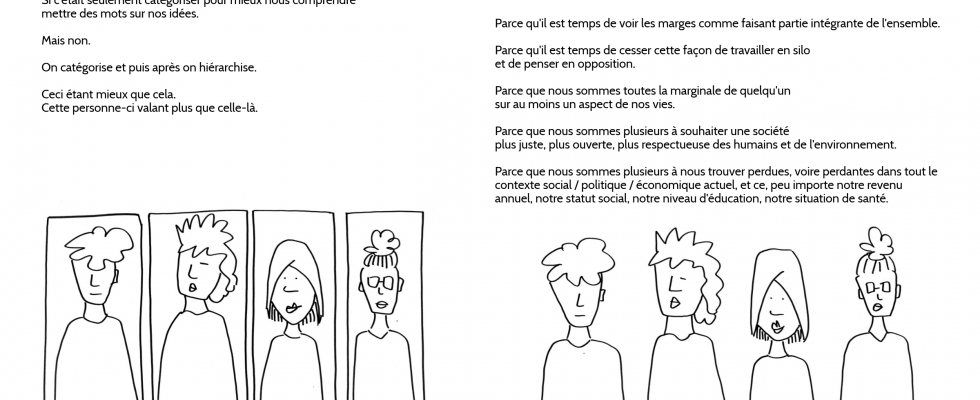 Si c'était seulement catégoriser pour mieux nous comprendre
mettre des mots sur nos idées.
Mais non.
On catégorise et puis après on hiérarchise.
Ceci étant mieux que cela.
Cette personne-ci valant plus que celle-là.
Parce qu'il est temps de voir les marges comme faisant partie intégrante de l'ensemble.
Parce qu'il est temps de cesser cette façon de travailler en silo
et de penser en opposition.
Parce que nous sommes toutes la marginale de quelqu'un
sur au moins un aspect de nos vies.
Parce que nous sommes plusieurs à souhaiter une société
plus juste, plus ouverte, plus respectueuse des humains et de l'environnement.
Parce que nous sommes plusieurs à nous trouver perdues, voire perdantes dans tout le
contexte social / politique / économique actuel, et ce, peu importe notre revenu
annuel, notre statut social, notre niveau d'éducation, notre situation de santé.